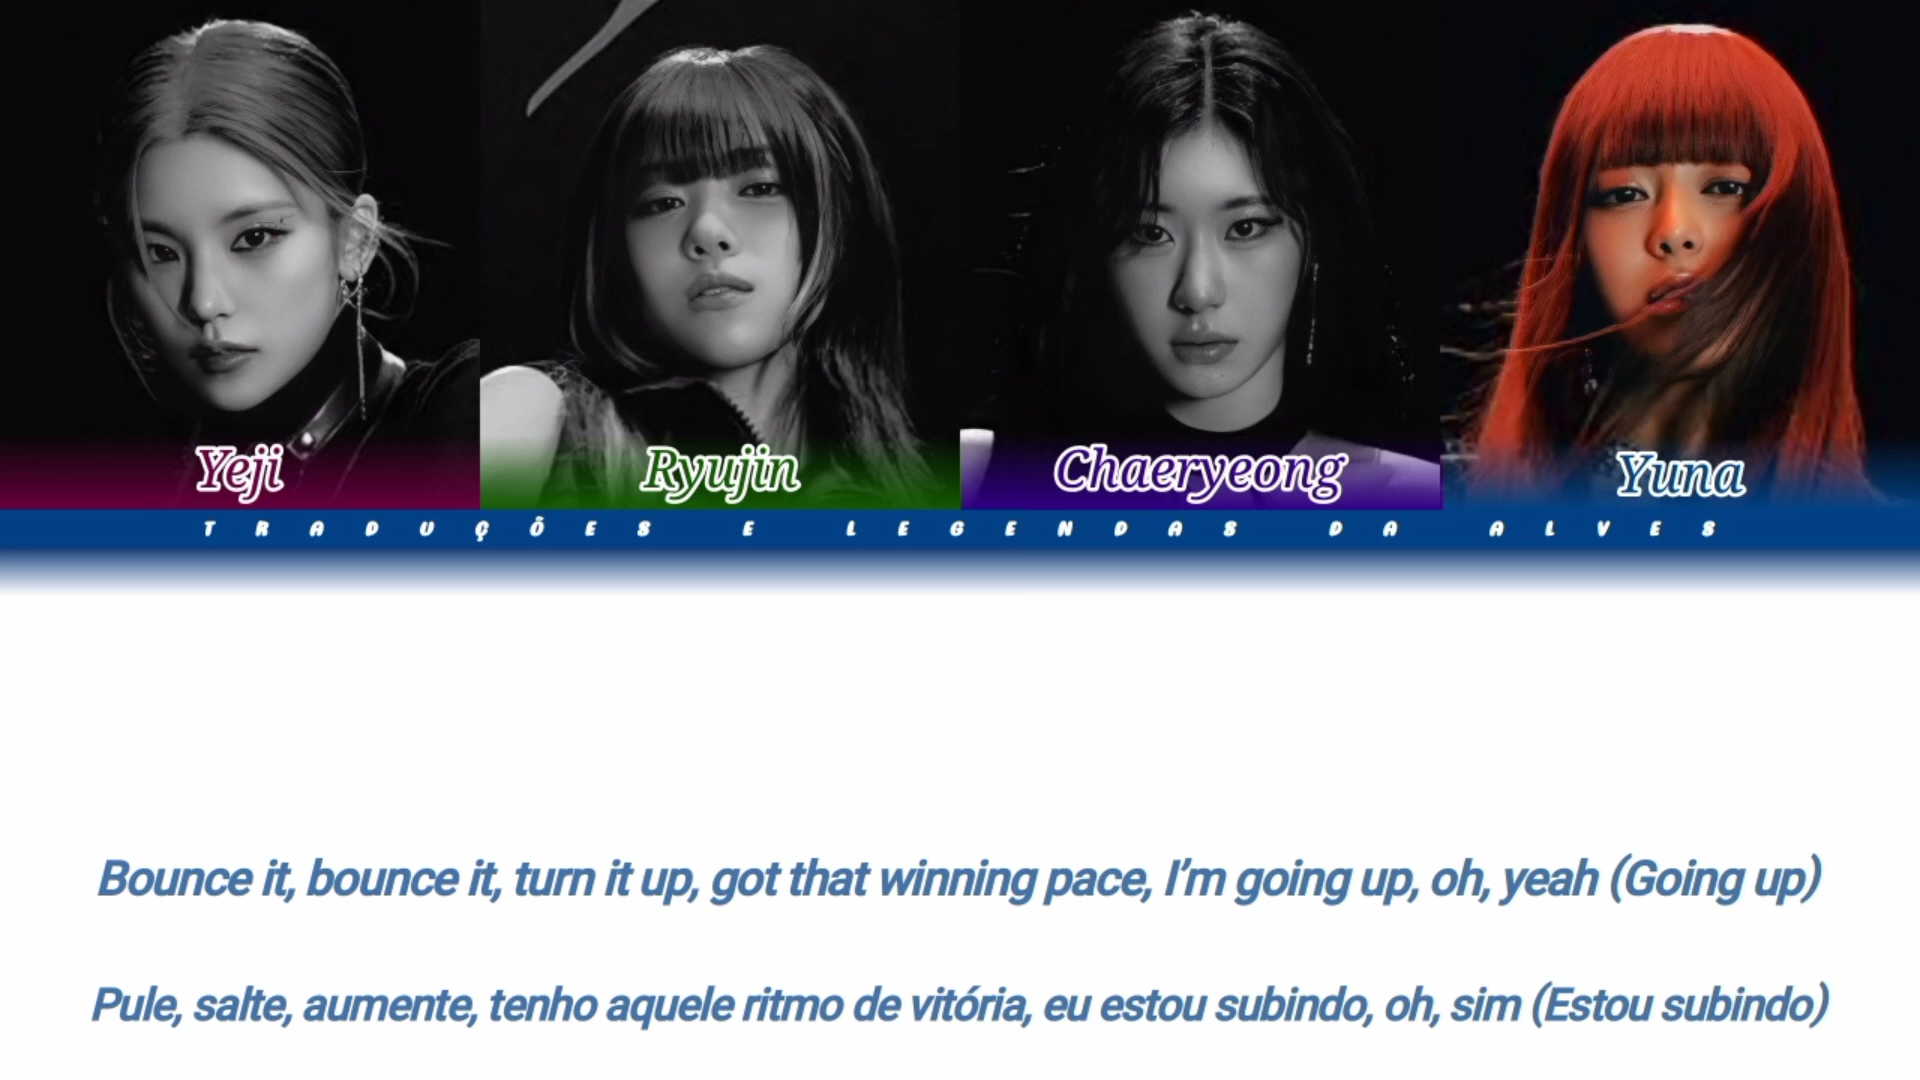 Yeji Ryujin Chaeryeong Yuna
TRADUÇÕES E LEGENDAS DA ALVES
Bounce it, bounce it, turn it up, got that winning pace, I'm going up, oh, yeah (Going up)
Pule, salte, aumente, tenho aquele ritmo de vitória, eu estou subindo, oh, sim (Estou subindo)